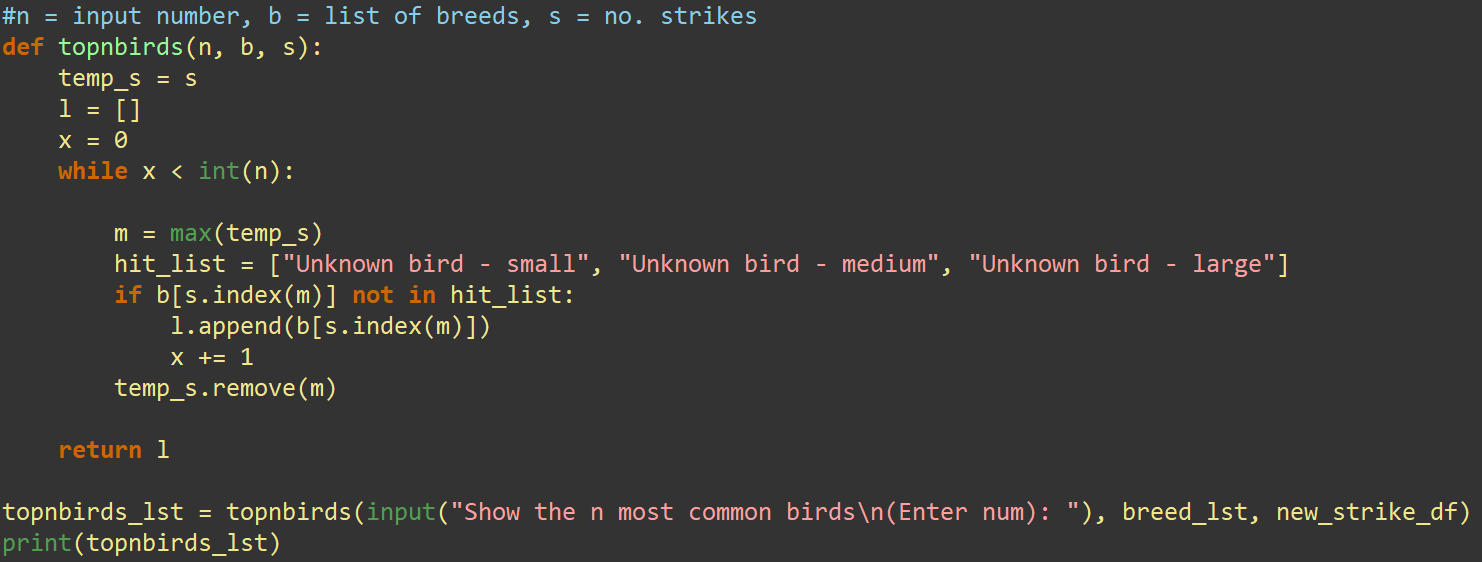 #n = input number, b = list of breeds, s = no. strikes
def topnbirds(n, b, s):
    temp_s = s
    l = []
    x = 0
    while x < int(n):

        m = max(temp_s)
        hit_list = ["Unknown bird - small", "Unknown bird - medium", "Unknown bird - large"]
        if b[s.index(m)] not in hit_list:
            l.append(b[s.index(m)])
            x += 1
        temp_s.remove(m)

    return l

topnbirds_lst = topnbirds(input("Show the n most common birds\n(Enter num): "), breed_lst, new_strike_df)
print(topnbirds_lst)